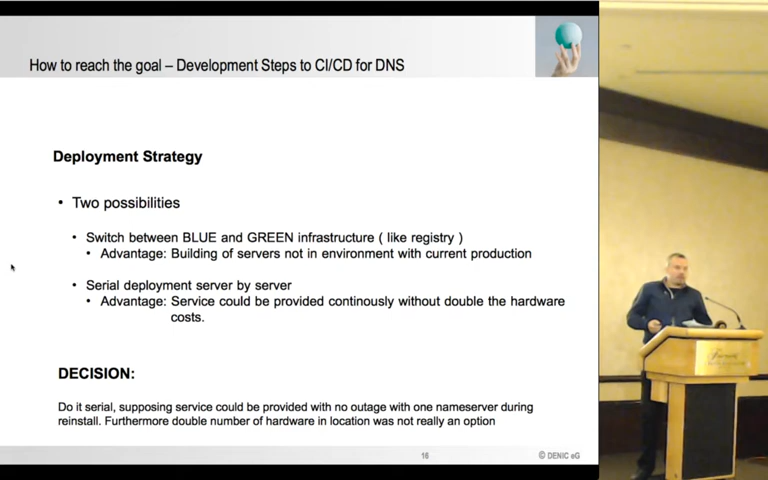 How to reach the goal – Development Steps to CI/CD for DNS
Deployment Strategy
• Two possibilities
• Switch between BLUE and GREEN infrastructure ( like registry )
• Advantage: Building of servers not in environment with current production
• Serial deployment server by server
• Advantage: Service could be provided continously without double the hardware
costs.
DECISION:
Do it serial, supposing service could be provided with no outage with one nameserver during
reinstall. Furthermore double number of hardware in location was not really an option
16
© DENIC eG
Fairmont